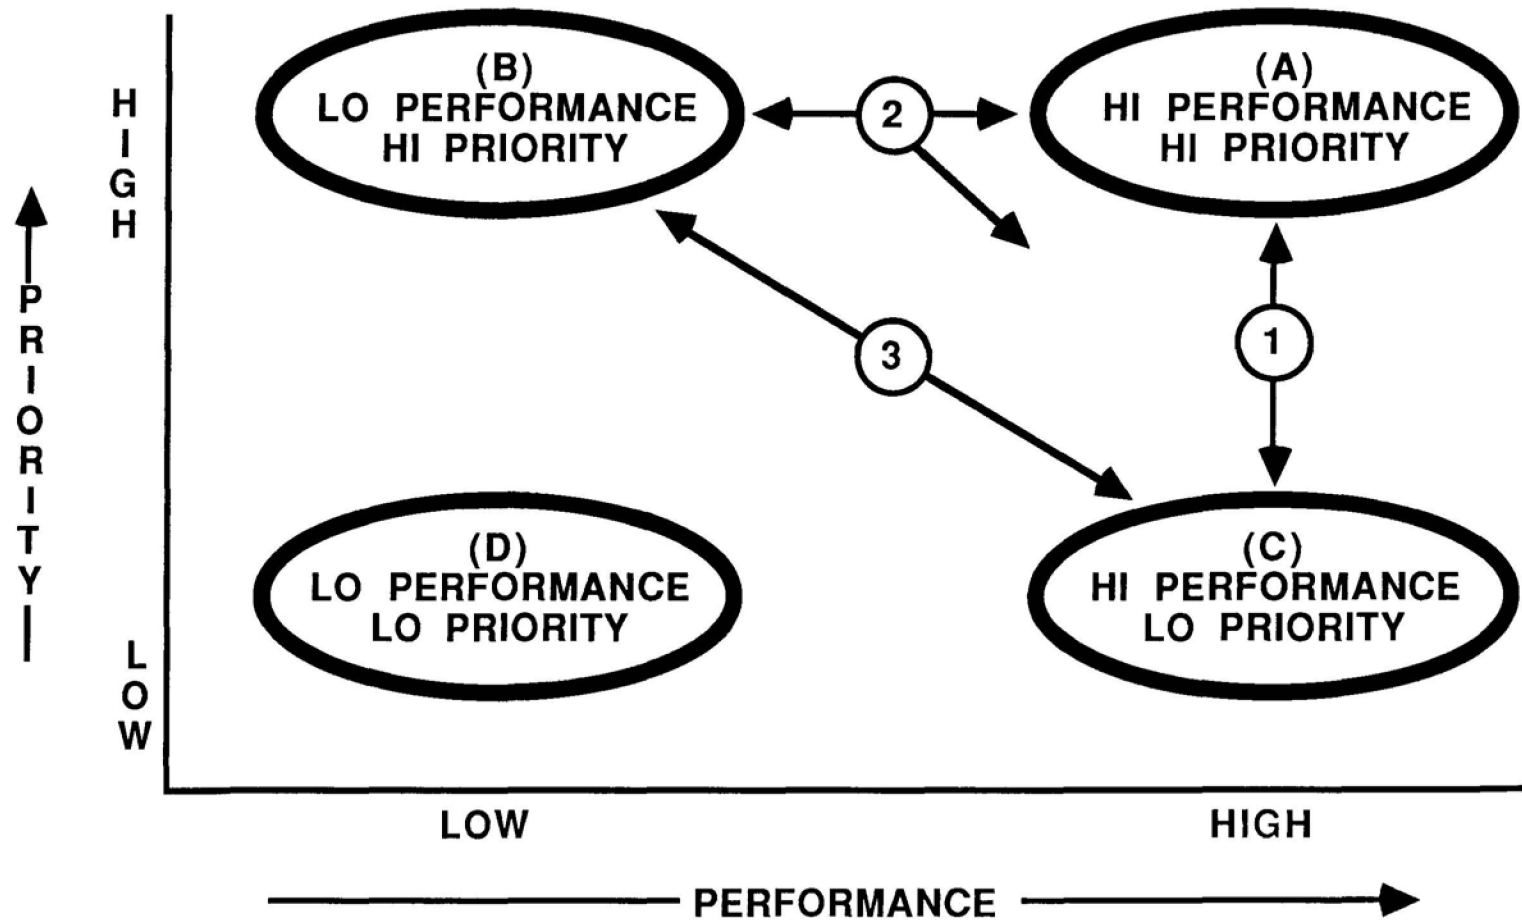 HIGH
PRIORITY
LOW
(B)
LO PERFORMANCE
HI PRIORITY
2
(A)
HI PERFORMANCE
HI PRIORITY
3
1
(D)
LO PERFORMANCE
LO PRIORITY
(C)
HI PERFORMANCE
LO PRIORITY
LOW
HIGH
PERFORMANCE